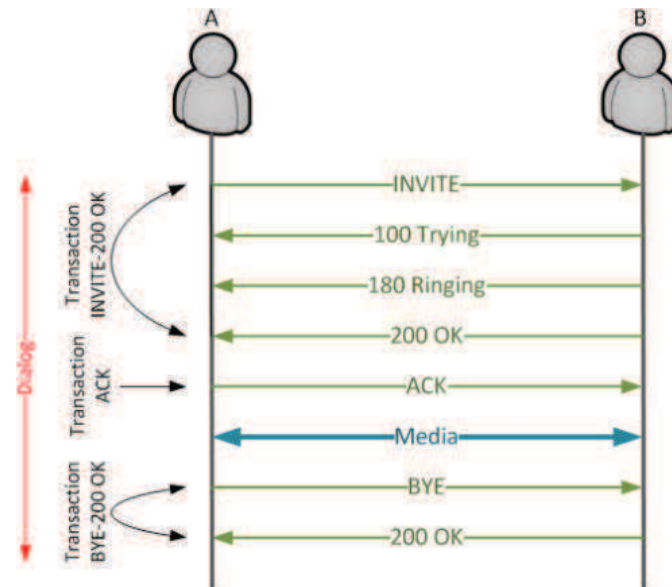 A
B
INVITE
100 Trying
180 Ringing
200 OK
ACK
Media
BYE
200 OK
Dialog
Transaction
INVITE-200 OK
Transaction
ACK
Transaction
BYE-200 OK